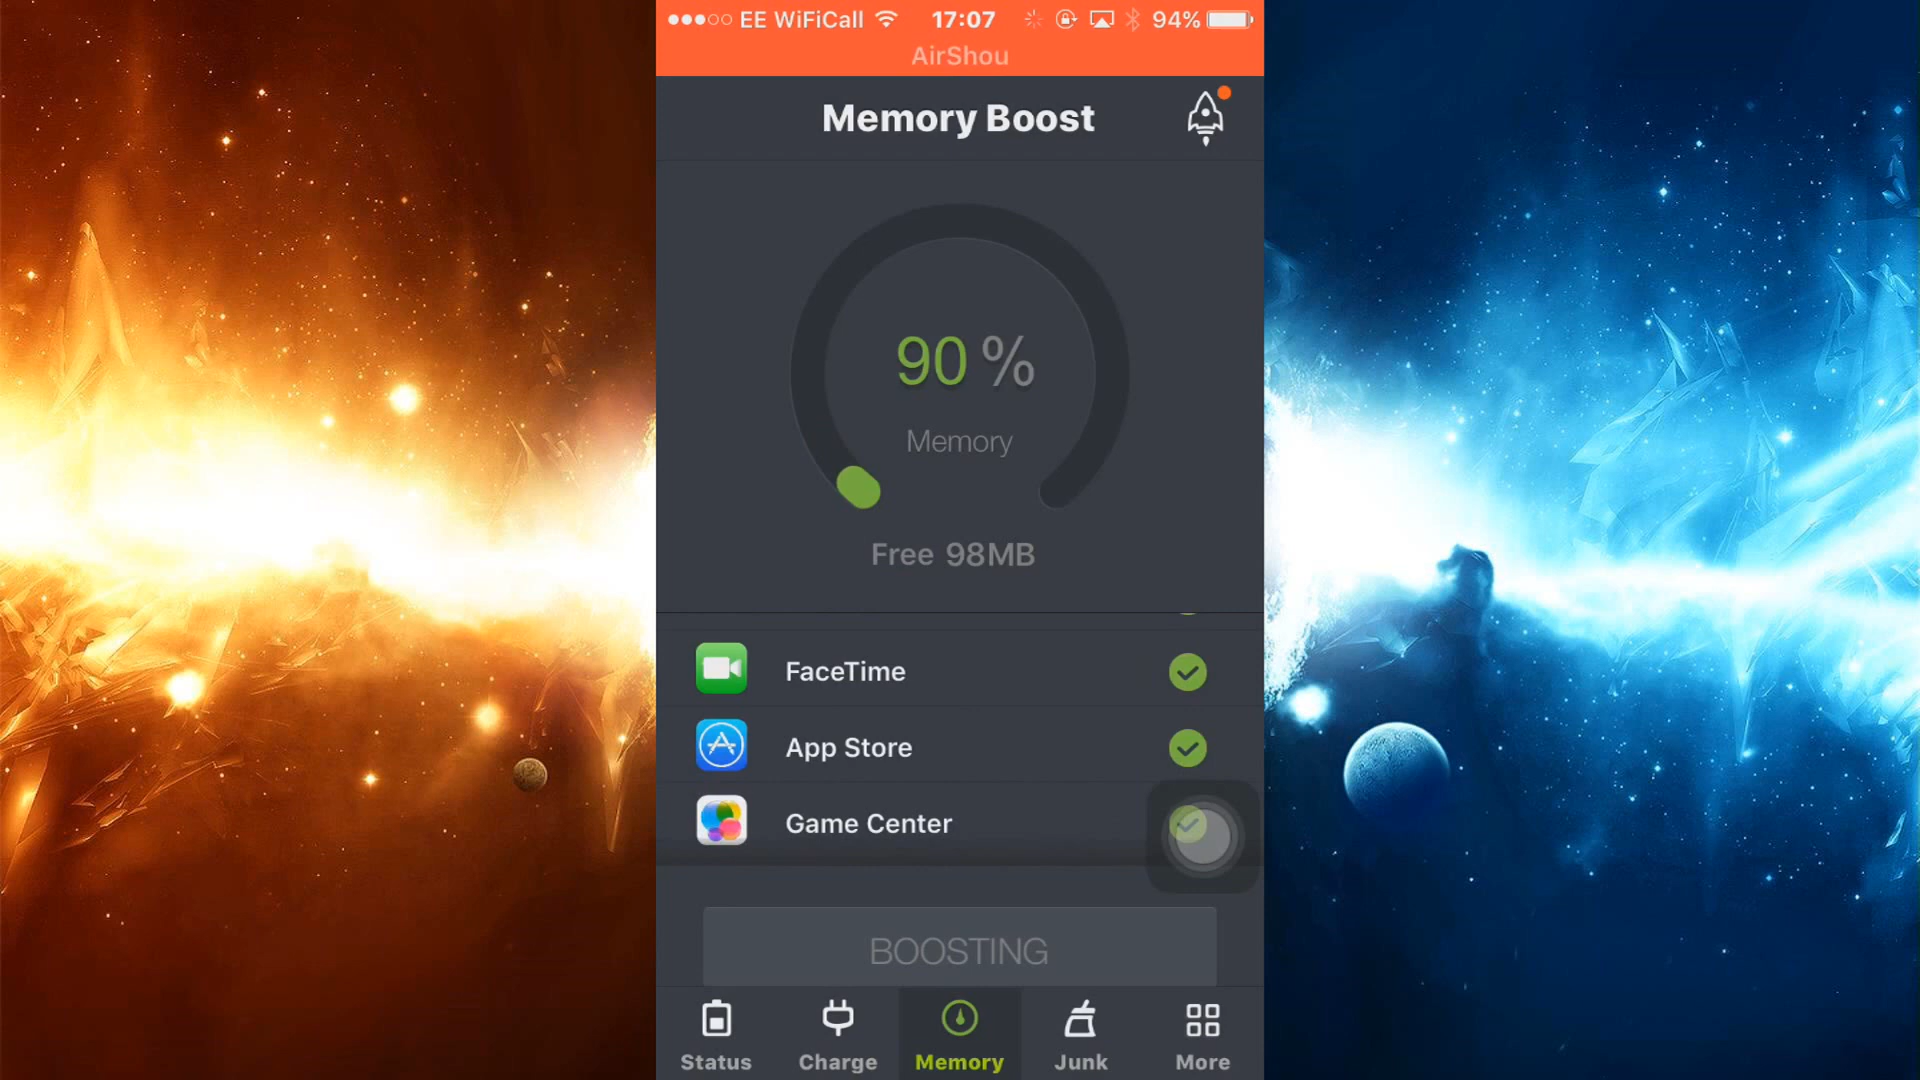 EE WiFiCall 17:07 94%
AirShou
Memory Boost
90 %
Memory
Free 98MB
FaceTime
App Store
Game Center
BOOSTING
Status Charge Memory Junk More